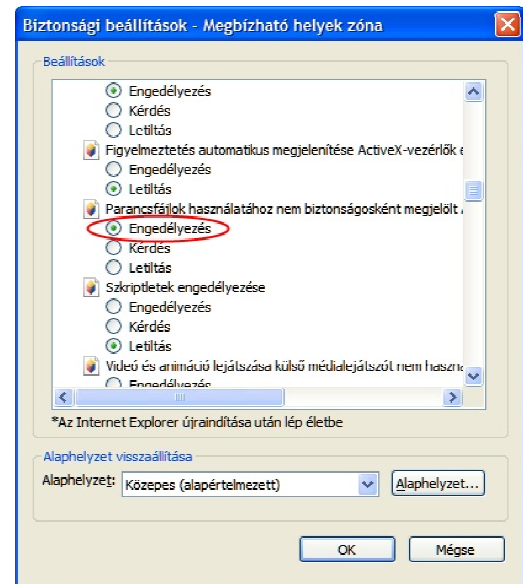 Biztonsági beállítások - Megbízható helyek zóna
Beállítások
Engedélyezés
Kérdés
Letiltás
Figyelmeztetés automatikus megjelenítése ActiveX-vezérlők
Engedélyezés
Letiltás
Parancsfájlok használatához nem biztonságosként megjelölt
Engedélyezés
Kérdés
Letiltás
Szkriptletek engedélyezése
Engedélyezés
Kérdés
Letiltás
Videó és animáció lejátszása külső médialejátszót nem
Engedélyezés
*Az Internet Explorer újraindítása után lép életbe
Alaphelyzet visszaállítása
Alaphelyzet: Közepes (alapértelmezett) Alaphelyzet...
OK Mégse